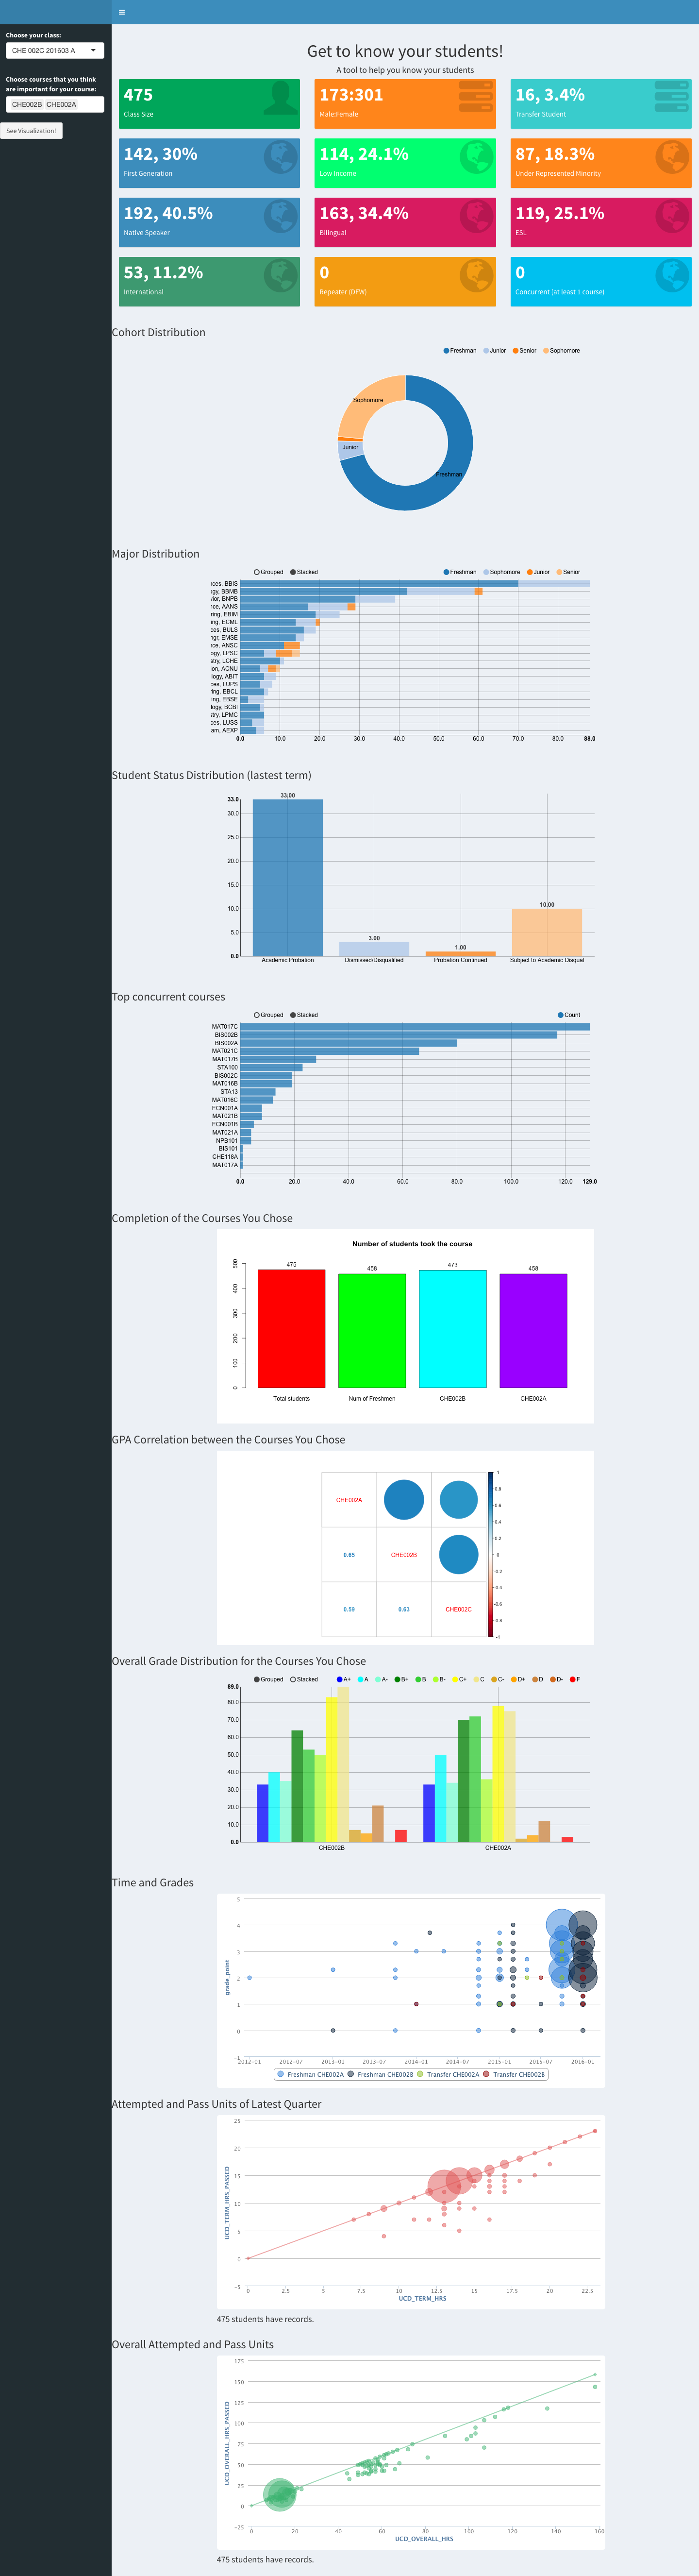 Choose your class:
CHE 002C 201603 A
Choose courses that you think
are important for your course:
CHE002B CHE002A
See Visualization!
Get to know your students!
A tool to help you know your students
475
Class Size
173:301
Male:Female
16, 3.4%
Transfer Student
142, 30%
First Generation
114, 24.1%
Low Income
87, 18.3%
Under Represented Minority
192, 40.5%
Native Speaker
163, 34.4%
Bilingual
119, 25.1%
ESL
53, 11.2%
International
0
Repeater (DFW)
0
Concurrent (at least 1 course)
Cohort Distribution
Freshman Junior Senior Sophomore
Sophomore
Junior
Freshman
Major Distribution
Grouped Stacked Freshman Sophomore Junior Senior
ces, BBIS
gy, BBMB
ior, BNPB
ice, AANS
ring, EBIM
ing, ECML
es, BULS
ngr, EMSE
ice, ANSC
ogy, LPSC
stry, LCHE
on, ACNU
logy, ABIT
es, LUPS
ing, EBCL
ing, EBSE
logy, BCBI
try, LPMC
ces, LUSS
am, AEXP
0.0 10.0 20.0 30.0 40.0 50.0 60.0 70.0 80.0 88.0
Student Status Distribution (lastest term)
33.0
30.0
25.0
20.0
15.0
10.0
5.0
0.0
33.00
3.00
1.00
10.00
Academic Probation Dismissed/Disqualified Probation Continued Subject to Academic Disqual
Top concurrent courses
Grouped Stacked Count
MAT017C
BIS002B
BIS002A
MAT021C
MAT017B
STA100
BIS002C
MAT016B
STA13
MAT016C
ECN001A
MAT021B
ECN001B
MAT021A
NPB101
BIS101
CHE118A
MAT017A
0.0 20.0 40.0 60.0 80.0 100.0 120.0 129.0
Completion of the Courses You Chose
Number of students took the course
500
400
300
200
100
0
475 458 473 458
Total students Num of Freshmen CHE002B CHE002A
GPA Correlation between the Courses You Chose
CHE002A
0.65 CHE002B
0.59 0.63 CHE002C
1
0.8
0.6
0.4
0.2
0
-0.2
-0.4
-0.6
-0.8
-1
Overall Grade Distribution for the Courses You Chose
Grouped Stacked A+ A A- B+ B B- C+ C C- D+ D D- F
89.0
80.0
70.0
60.0
50.0
40.0
30.0
20.0
10.0
0.0
CHE002B CHE002A
Time and Grades
grade_point
5
4
3
2
1
0
-1
2012-01 2012-07 2013-01 2013-07 2014-01 2014-07 2015-01 2015-07 2016-01
Freshman CHE002A Freshman CHE002B Transfer CHE002A Transfer CHE002B
Attempted and Pass Units of Latest Quarter
UCD_TERM_HRS_PASSED
25
20
15
10
5
0
-5
0 2.5 5 7.5 10 12.5 15 17.5 20 22.5
UCD_TERM_HRS
475 students have records.
Overall Attempted and Pass Units
UCD_OVERALL_HRS_PASSED
175
150
125
100
75
50
25
0
-25
0 20 40 60 80 100 120 140 160
UCD_OVERALL_HRS
475 students have records.